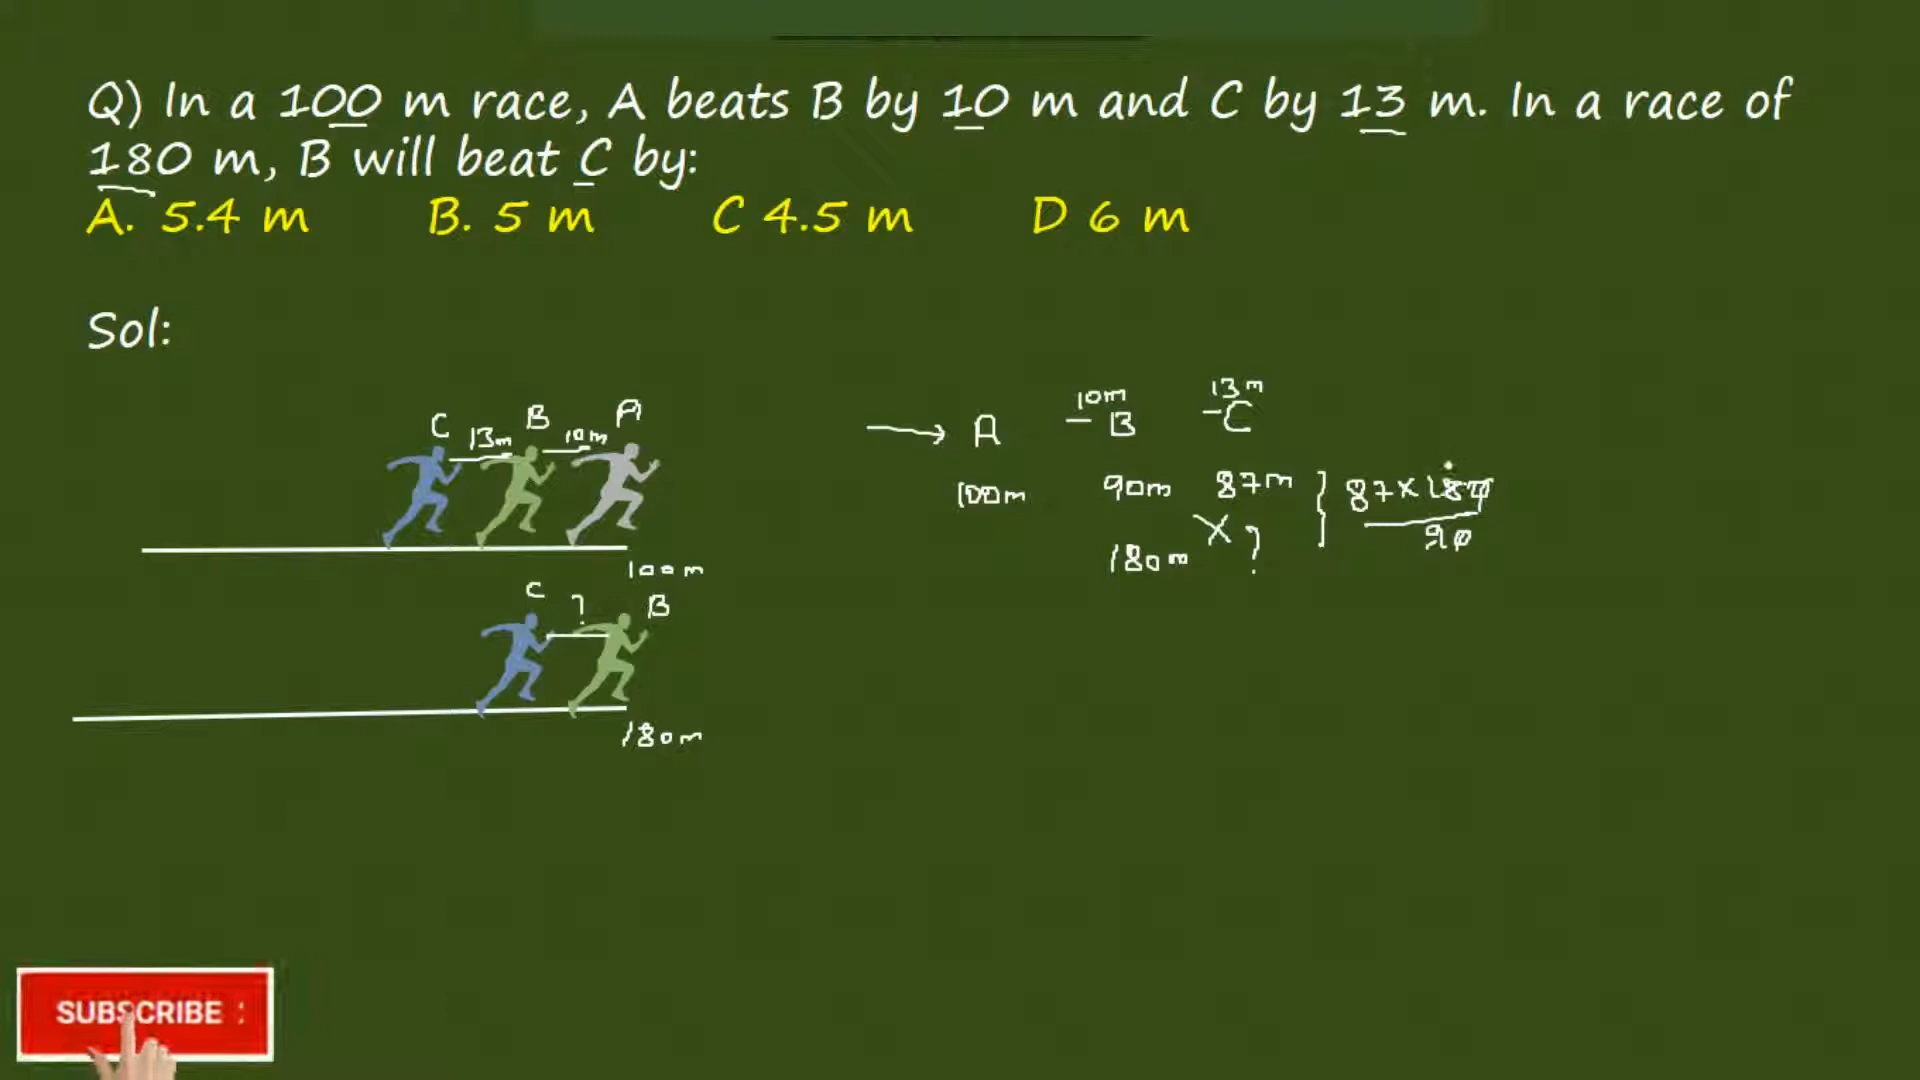 Q) In a 100 m race, A beats B by 10 m and C by 13 m. In a race of
180 m, B will beat C by:
A. 5.4 m B. 5 m C 4.5 m D 6 m
Sol:
C 13m B 10m A
100m
C ? B
180m
10m 13m
→ A – B – C
100m 90m 87m } 87 x 180
180m X ? 90
SUBSCRIBE :